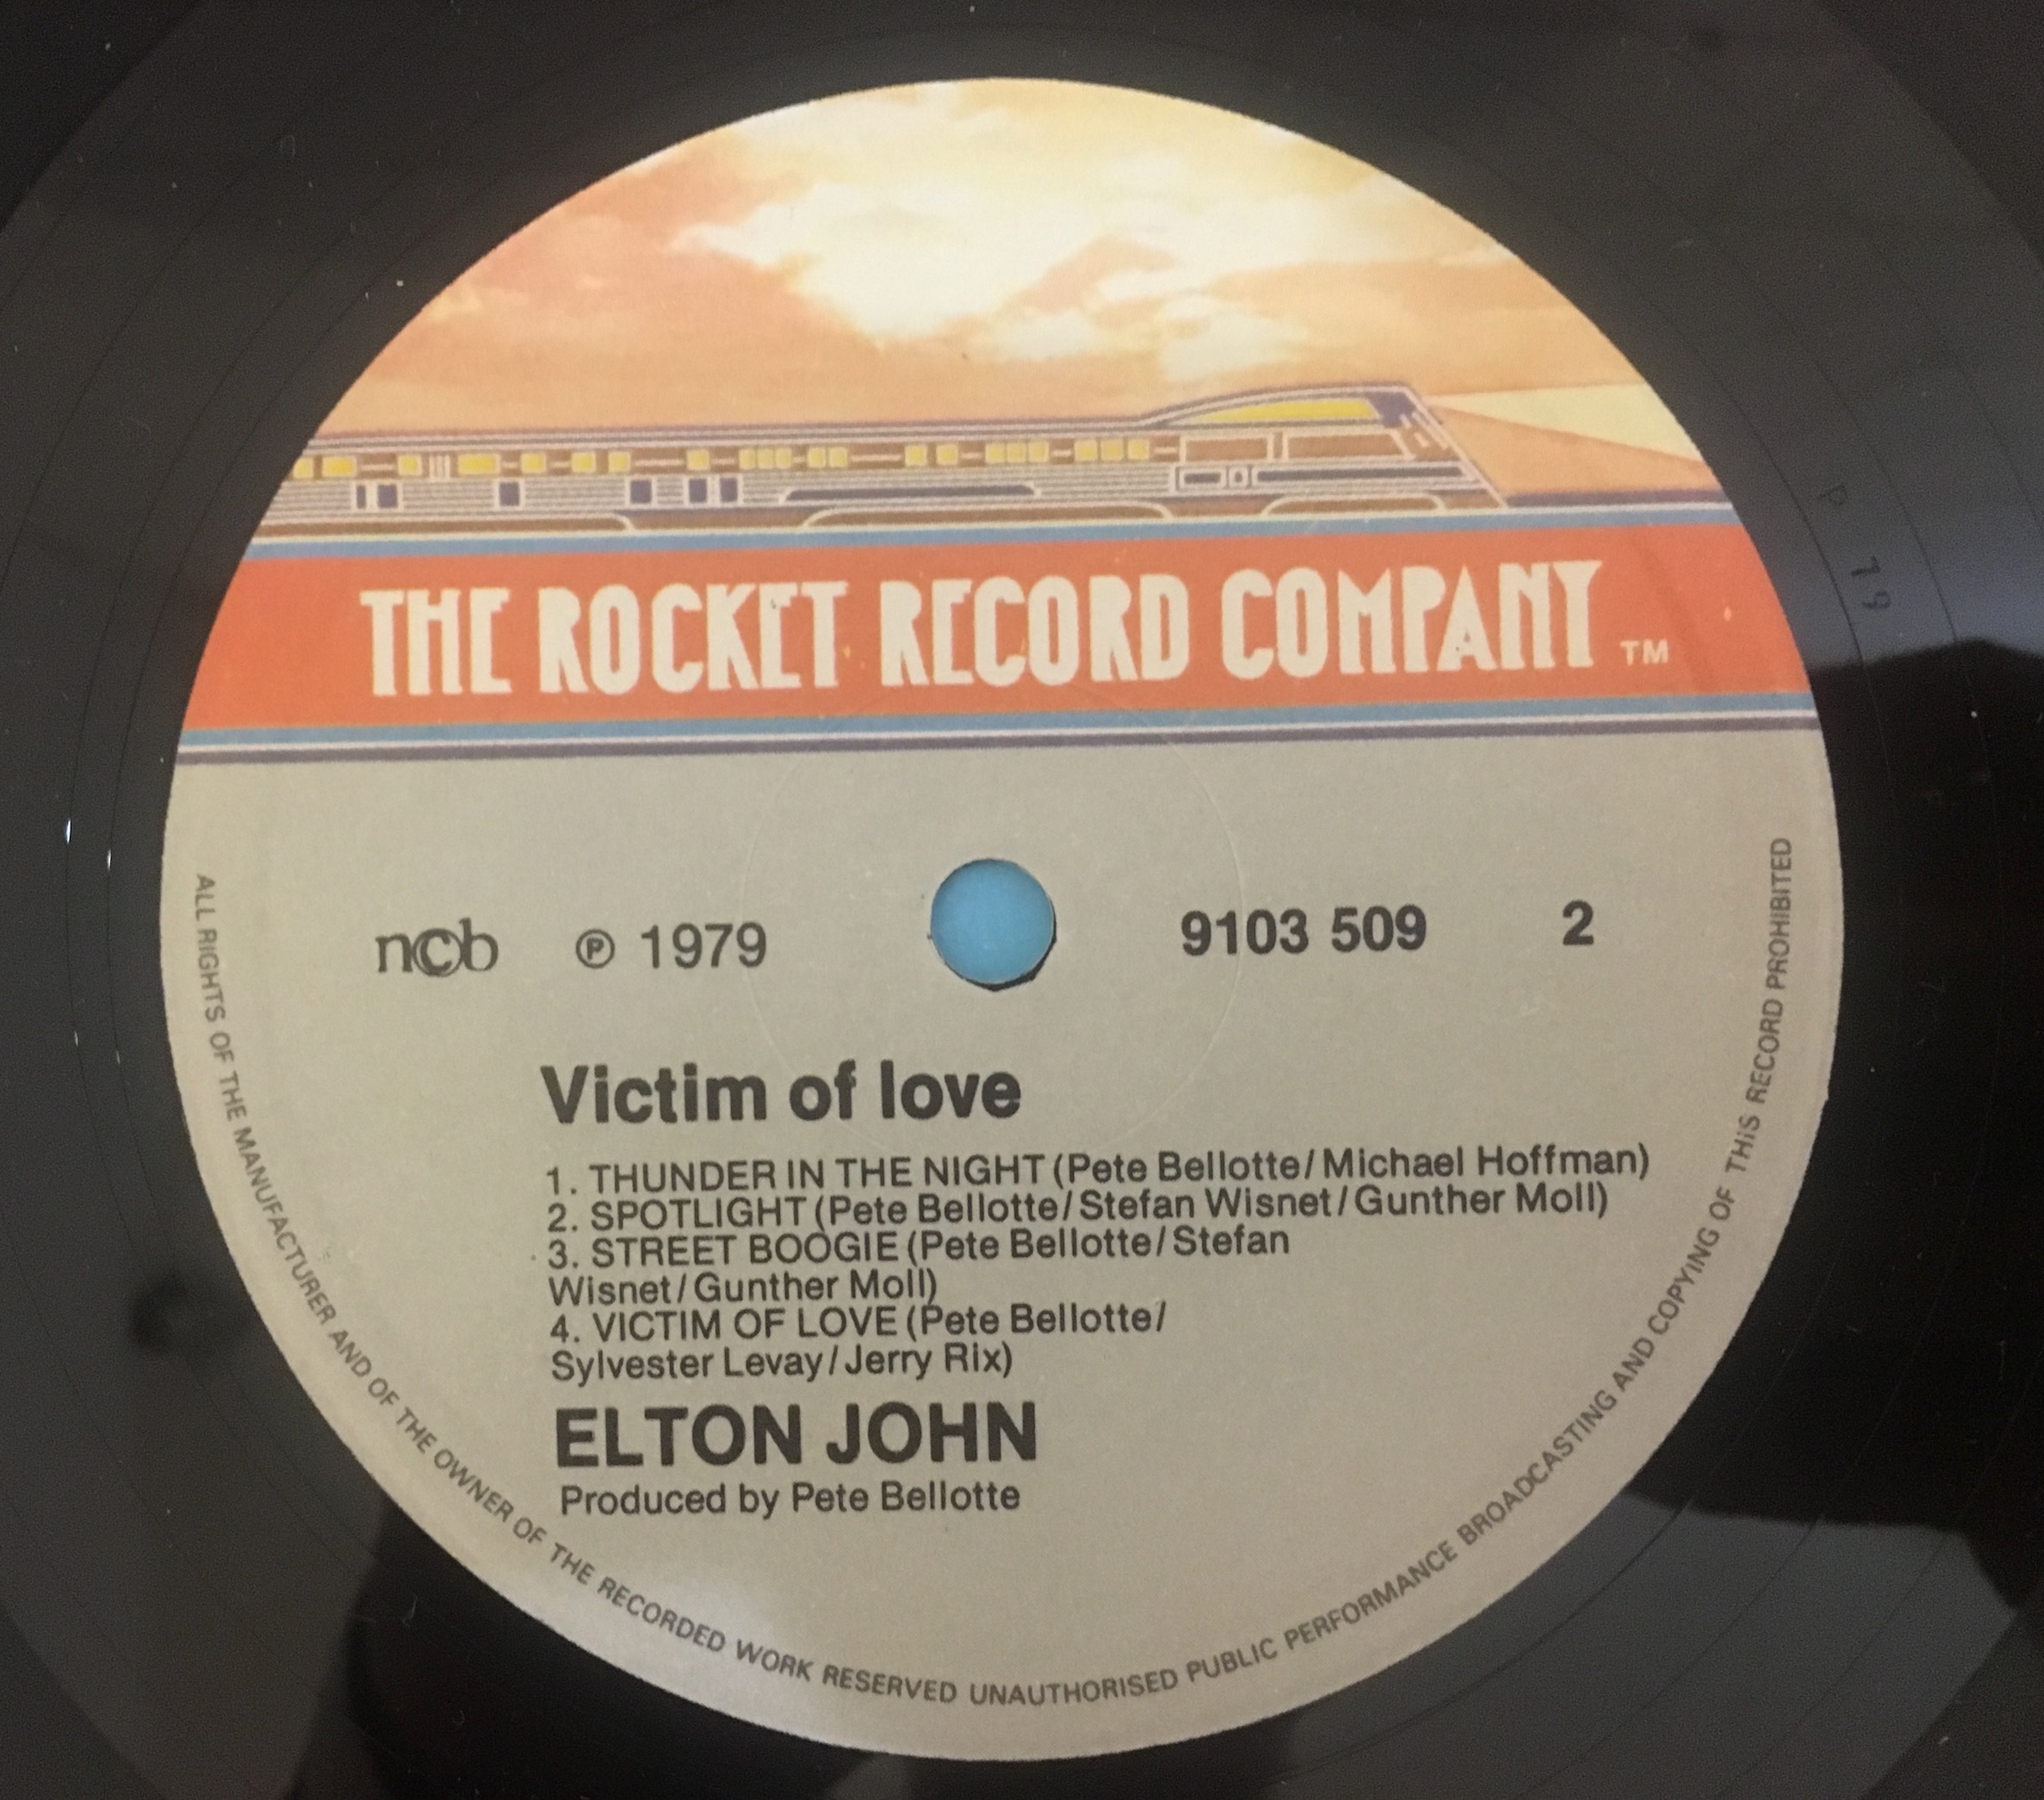 THE ROCKET RECORD COMPANY TM
ncb ℗ 1979 9103 509 2
Victim of love
1. THUNDER IN THE NIGHT (Pete Bellotte/Michael Hoffman)
2. SPOTLIGHT (Pete Bellotte/Stefan Wisnet/Gunther Moll)
3. STREET BOOGIE (Pete Bellotte/Stefan
Wisnet/Gunther Moll)
4. VICTIM OF LOVE (Pete Bellotte/
Sylvester Levay/Jerry Rix)
ELTON JOHN
Produced by Pete Bellotte
ALL RIGHTS OF THE MANUFACTURER AND OF THE OWNER OF THE RECORDED WORK RESERVED UNAUTHORISED PUBLIC PERFORMANCE BROADCASTING AND COPYING OF THiS RECORD PROHIBITED